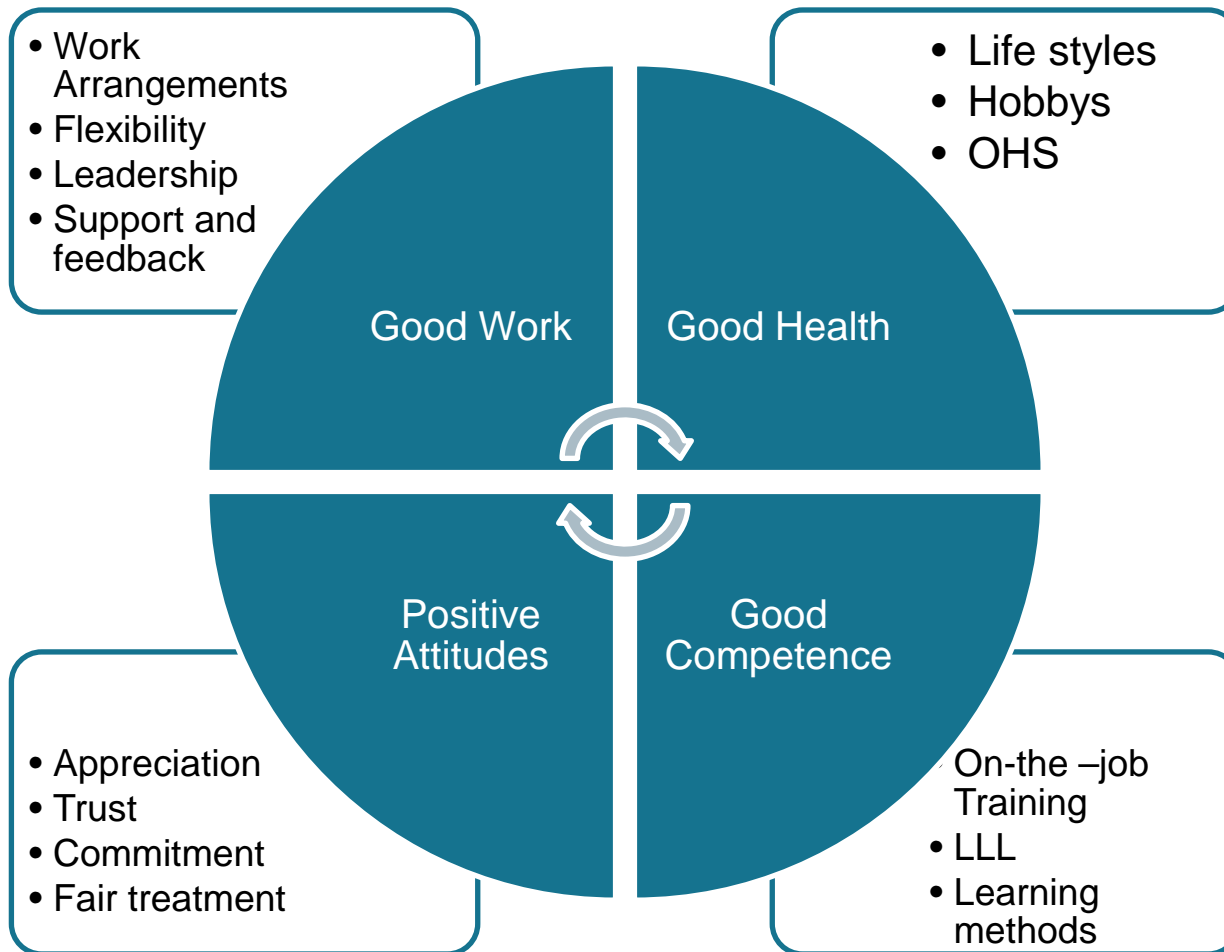 • Work
Arrangements
• Flexibility
• Leadership
• Support and
feedback
• Life styles
• Hobbys
• OHS
Good Work
Good Health
Positive
Attitudes
Good
Competence
• Appreciation
• Trust
• Commitment
• Fair treatment
• On-the –job
Training
• LLL
• Learning
methods